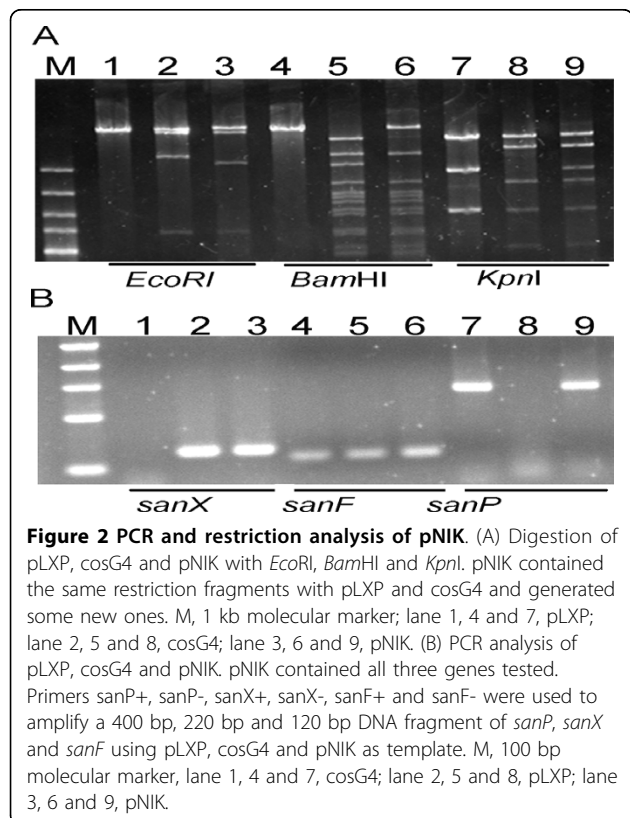 A
M 1 2 3 4 5 6 7 8 9
EcoRI BamHI KpnI
B
M 1 2 3 4 5 6 7 8 9
sanX sanF sanP
Figure 2 PCR and restriction analysis of pNIK. (A) Digestion of
pLXP, cosG4 and pNIK with EcoRI, BamHI and KpnI. pNIK contained
the same restriction fragments with pLXP and cosG4 and generated
some new ones. M, 1 kb molecular marker; lane 1, 4 and 7, pLXP;
lane 2, 5 and 8, cosG4; lane 3, 6 and 9, pNIK. (B) PCR analysis of
pLXP, cosG4 and pNIK. pNIK contained all three genes tested.
Primers sanP+, sanP-, sanX+, sanX-, sanF+ and sanF- were used to
amplify a 400 bp, 220 bp and 120 bp DNA fragment of sanP, sanX
and sanF using pLXP, cosG4 and pNIK as template. M, 100 bp
molecular marker, lane 1, 4 and 7, cosG4; lane 2, 5 and 8, pLXP; lane
3, 6 and 9, pNIK.